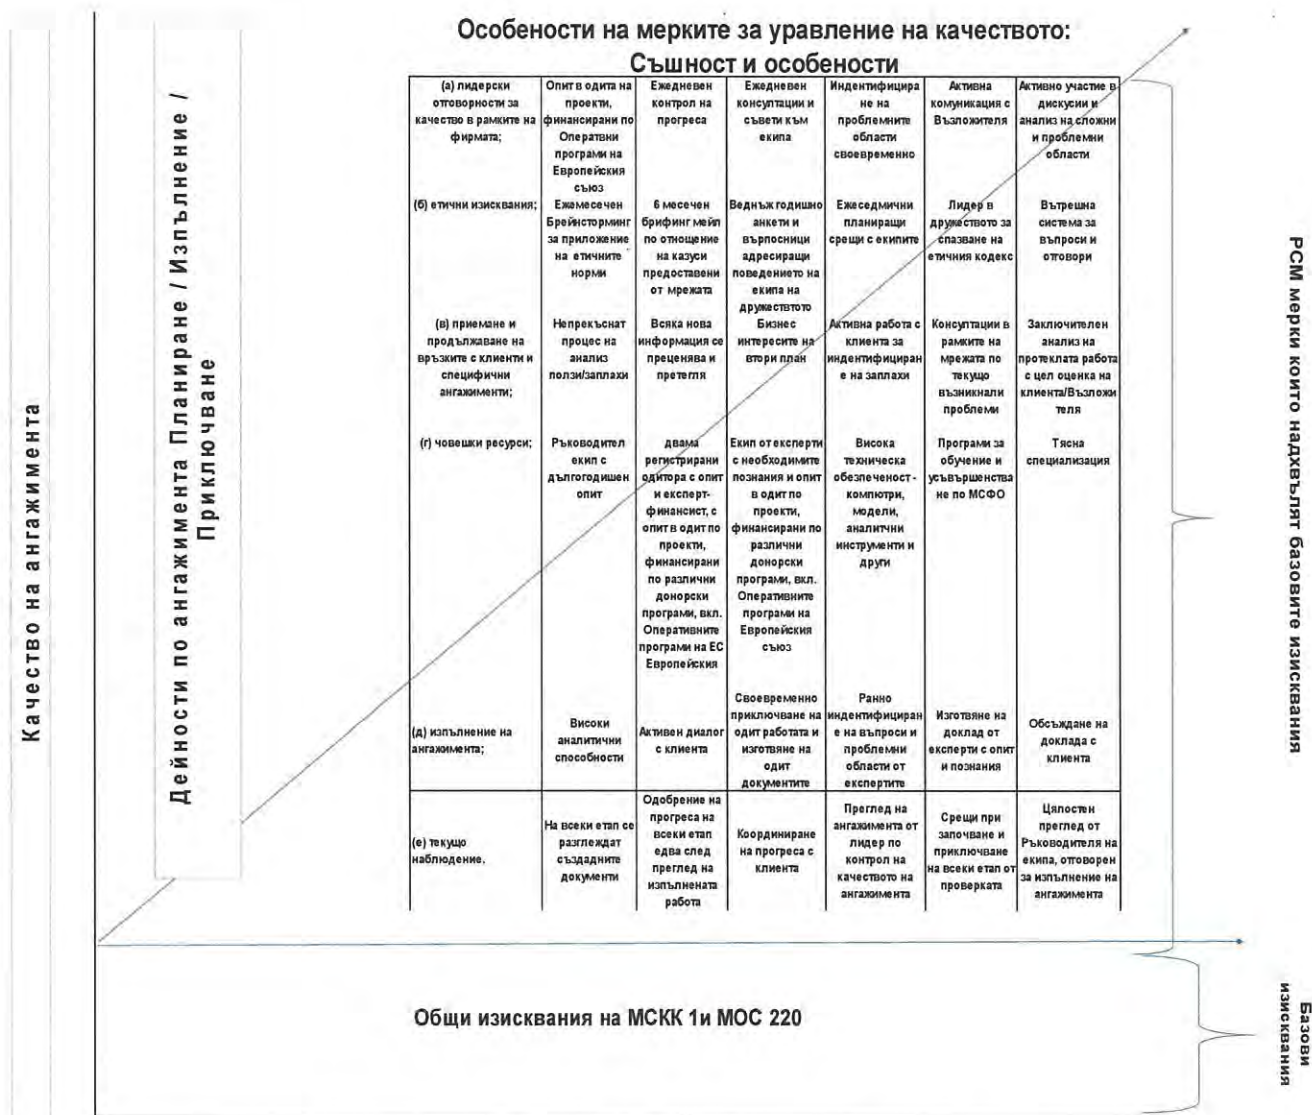 Особености на мерките за уравление на качеството:
Същност и особености
Качество на ангажимента
Дейности по ангажимента Планиране / Изпълнение /
Приключване
(а) лидерски
отговорности за
качество в рамките на
фирмата;
Опит в одита на
проекти,
финансирани по
Оператвни
програми на
Европейския
съюз
Ежедневен
контрол на
прогреса
Ежедневен
консултации и
съвети към
екипа
Индентифицира
не на
проблемните
области
своевременно
Активна
комуникация с
Възложителя
Активно участие в
дискусии и
анализ на сложни
и проблемни
области
(б) етични изисквания;
Ежемесечен
Брейнсторминг
за приложение
на етичните
норми
6 месечен
брифинг мейл
по отношение
на казуси
предоставени
от мрежата
Веднъж годишно
анкети и
върпосници
адресиращи
поведението на
екипа на
дружествтото
Ежеседмични
планиращи
срещи с екипите
Лидер в
дружеството за
спазване на
етичния кодекс
Вътрешна
система за
въпроси и
отговори
(в) приемане и
продължаване на
връзките с клиенти и
специфични
ангажименти;
Непрекъснат
процес на
анализ
ползи/заплахи
Всяка нова
информация се
преценява и
претегля
Бизнес
интересите на
втори план
Активна работа с
клиента за
индентифициран
е на заплахи
Консултации в
рамките на
мрежата по
текущо
възникнали
проблеми
Заключителен
анализ на
протеклата работа
с цел оценка на
клиента/Възложи
теля
(г) човешки ресурси;
Ръководител
екип с
дългогодишен
опит
двама
регистрирани
одитора с опит
и експерт-
финансист, с
опит в одит по
проекти,
финансирани
по различни
донорски
програми, вкл.
Оперативните
програми на ЕС
Европейския
Екип от експерти
с необходимите
познания и опит
в одит по
проекти,
финансирани по
различни
донорски
програми, вкл.
Оперативните
програми на
Европейския
съюз
Висока
техническа
обезпеченост -
компютри,
модели,
аналитчни
инструменти и
други
Програми за
обучение и
усъвършенства
не по МСФО
Тясна
специализация
(д) изпълнение на
ангажимента;
Високи
аналитични
способности
Активен диалог
с клиента
Своевременно
приключване на
одит работата и
изготвяне на
одит
документите
Ранно
индентифициран
е на въпроси и
проблемни
области от
експертите
Изготвяне на
доклад от
експерти с опит
и познания
Обсъждане на
доклада с
клиента
(е) текущо
наблюдение.
На всеки етап се
разглеждат
създадните
документи
Одобрение на
прогреса на
всеки етап
едва след
преглед на
изпълнената
работа
Координиране
на прогреса с
клиента
Преглед на
ангажимента от
лидер по
контрол на
качеството на
ангажимента
Срещи при
започване и
приключване
на всеки етап от
проверката
Цялостен
преглед от
Ръководителя на
екипа, отговорен
за изпълнение на
ангажимента
РСМ мерки които надхвълят базовите изисквания
Общи изисквания на МСКК 1и МОС 220
Базови
изисквания